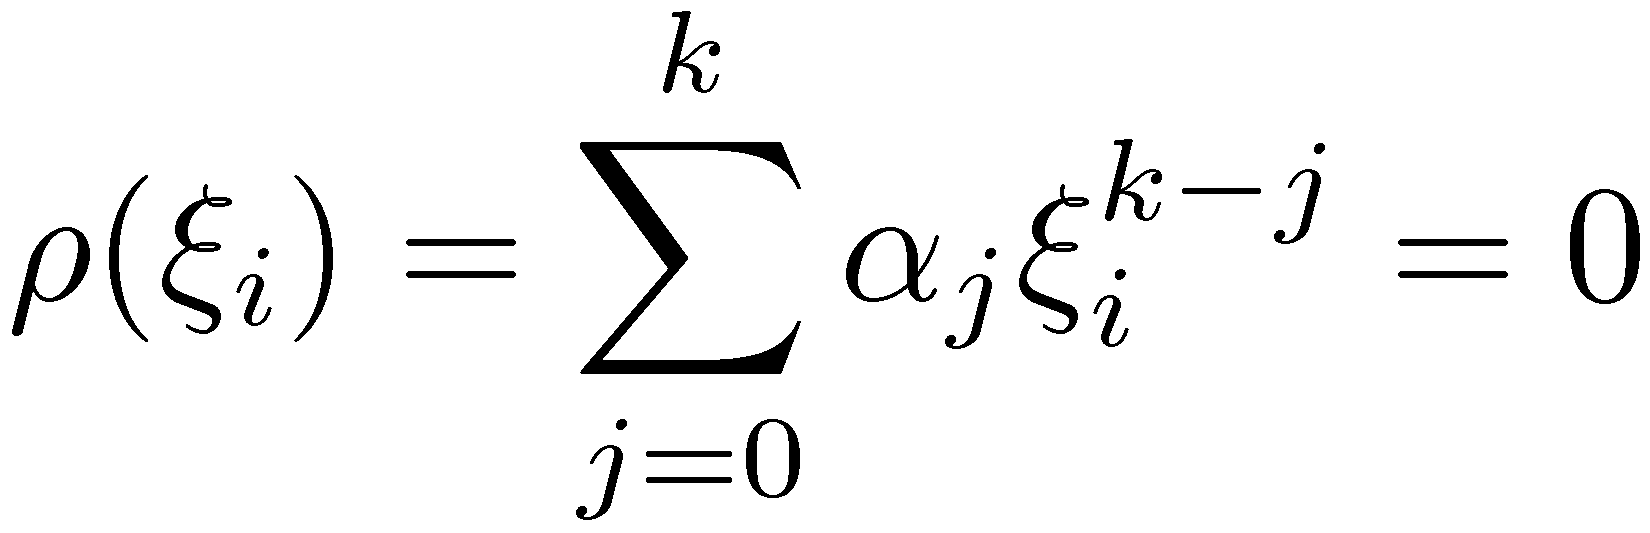 ρ(ξ_i) = \sum_{j=0}^{k} α_j ξ_i^{k-j} = 0